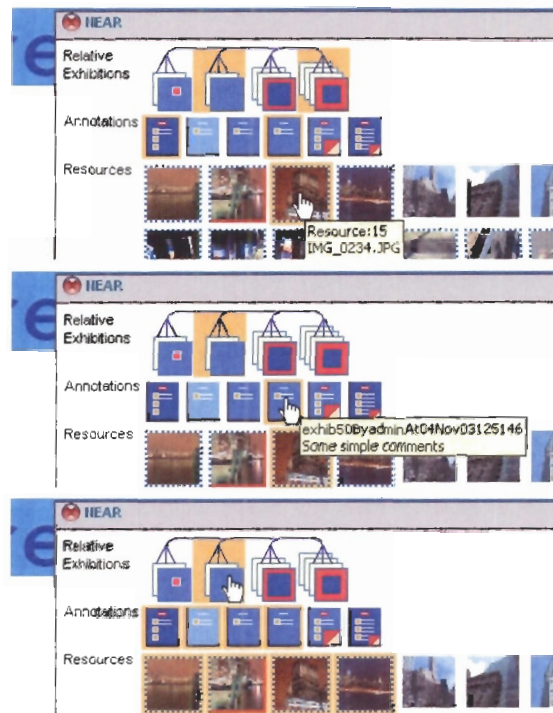 NEAR
Relative
Exhibitions
Annotations
Resources
Resource:15
IMG_0234.JPG
NEAR
Relative
Exhibitions
Annotations
exhib50ByadminAt04Nov03125146
Some simple comments
Resources
NEAR
Relative
Exhibitions
Annotations
Resources